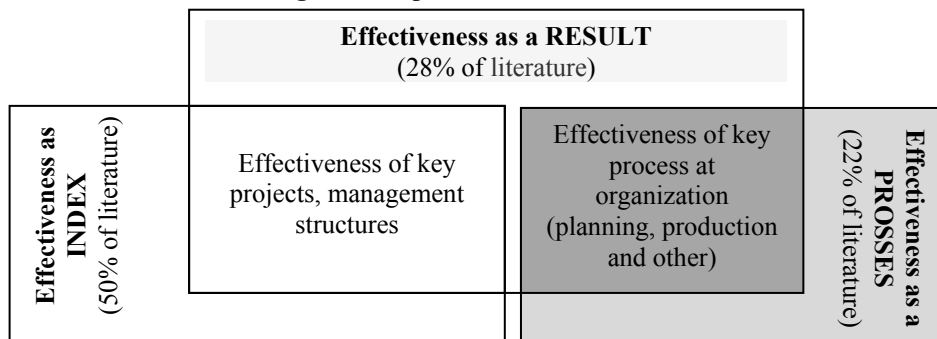 Effectiveness as a RESULT
(28% of literature)
Effectiveness as
INDEX
(50% of literature)
Effectiveness of key
projects, management
structures
Effectiveness of key
process at
organization
(planning, production
and other)
Effectiveness as a
PROSSES
(22% of literature)